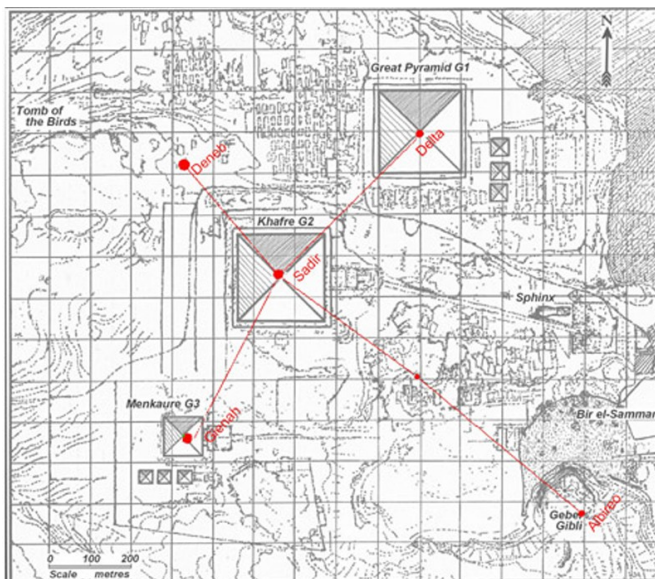 N
Great Pyramid G1
Tomb of
the Birds
Delta
Deneb
Khafre G2
Sadir
Sphinx
Menkaure G3
Gienah
Bir el-Samman
Albireo
Gebel
Gibli
0 100 200
Scale metres